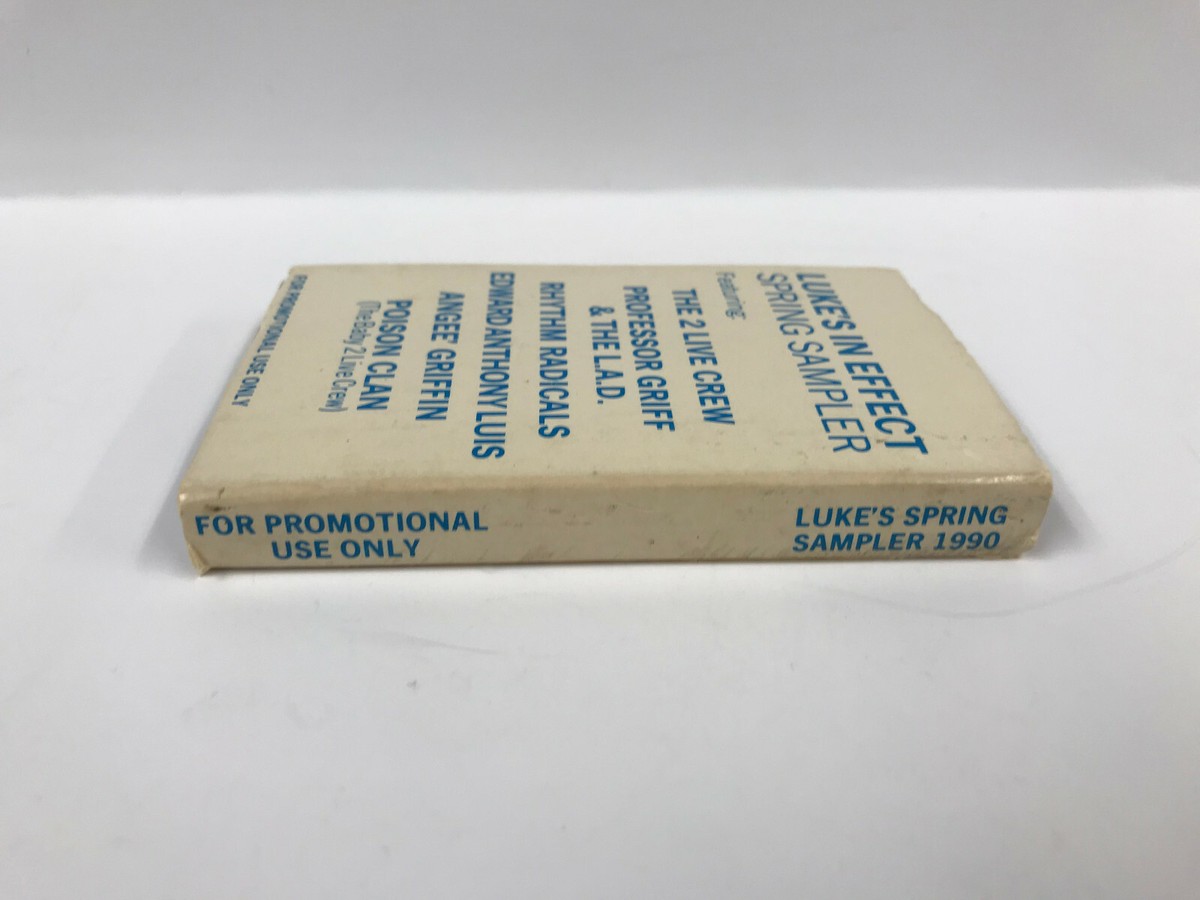 LUKE'S IN EFFECT
SPRING SAMPLER
Featuring:
THE 2 LIVE CREW
PROFESSOR GRIFF
& THE L.A.D.
RHYTHM RADICALS
EDWARD ANTHONY LUIS
ANGEE GRIFFIN
POISON CLAN
(The Baby 2 Live Crew)
FOR PROMOTIONAL USE ONLY
FOR PROMOTIONAL
USE ONLY
LUKE'S SPRING
SAMPLER 1990